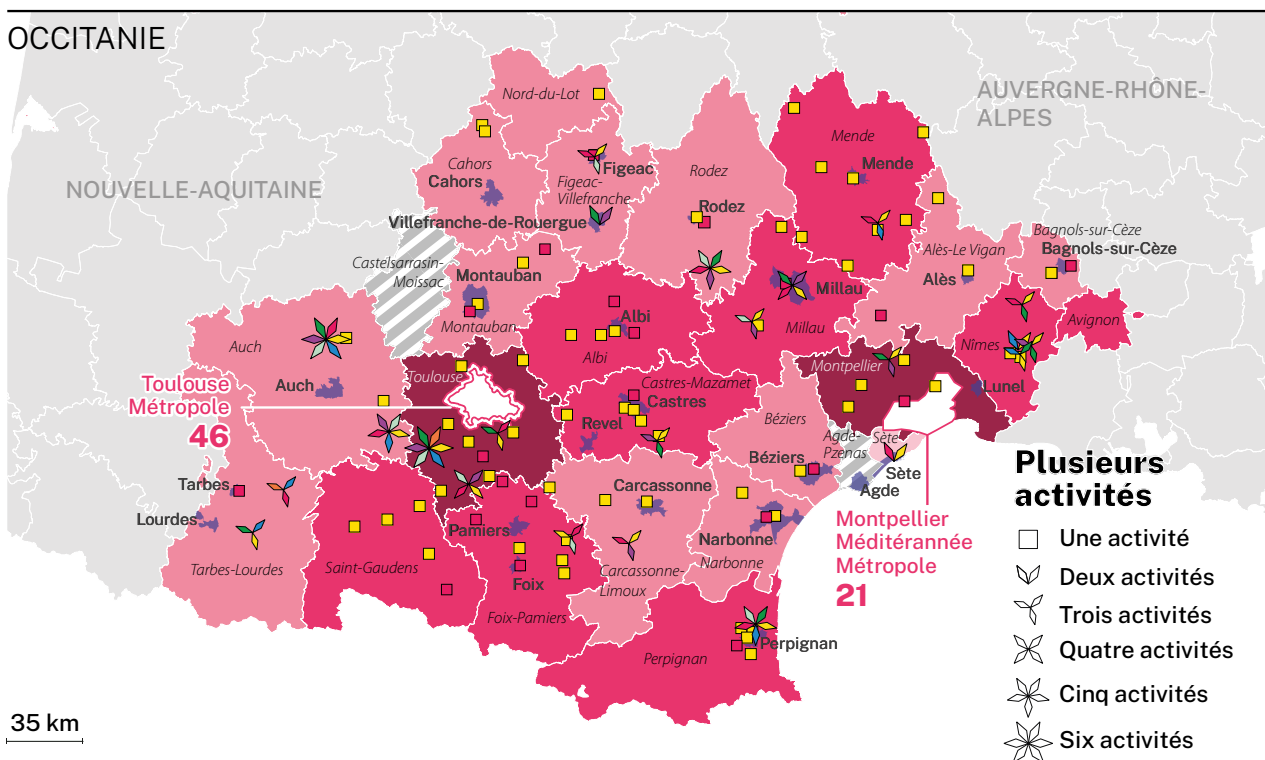 OCCITANIE
AUVERGNE-RHÔNE-
ALPES
NOUVELLE-AQUITAINE
Nord-du-Lot
Mende
Mende
Cahors
Cahors
Figeac
Figeac-
Villefranche
Rodez
Rodez
Villefranche-de-Rouergue
Castelsarrasin-
Moissac
Montauban
Montauban
Alès-Le Vigan
Alès
Bagnols-sur-Cèze
Bagnols-sur-Cèze
Millau
Millau
Albi
Albi
Avignon
Nîmes
Auch
Auch
Toulouse
Toulouse
Métropole
46
Montpellier
Lunel
Castres-Mazamet
Castres
Revel
Béziers
Béziers
Agde-
Pzenas
Sète
Sète
Agde
Tarbes
Lourdes
Tarbes-Lourdes
Saint-Gaudens
Pamiers
Foix
Foix-Pamiers
Carcassonne
Carcassonne-
Limoux
Narbonne
Narbonne
Perpignan
Perpignan
Montpellier
Méditérannée
Métropole
21
Plusieurs
activités
Une activité
Deux activités
Trois activités
Quatre activités
Cinq activités
Six activités
35 km